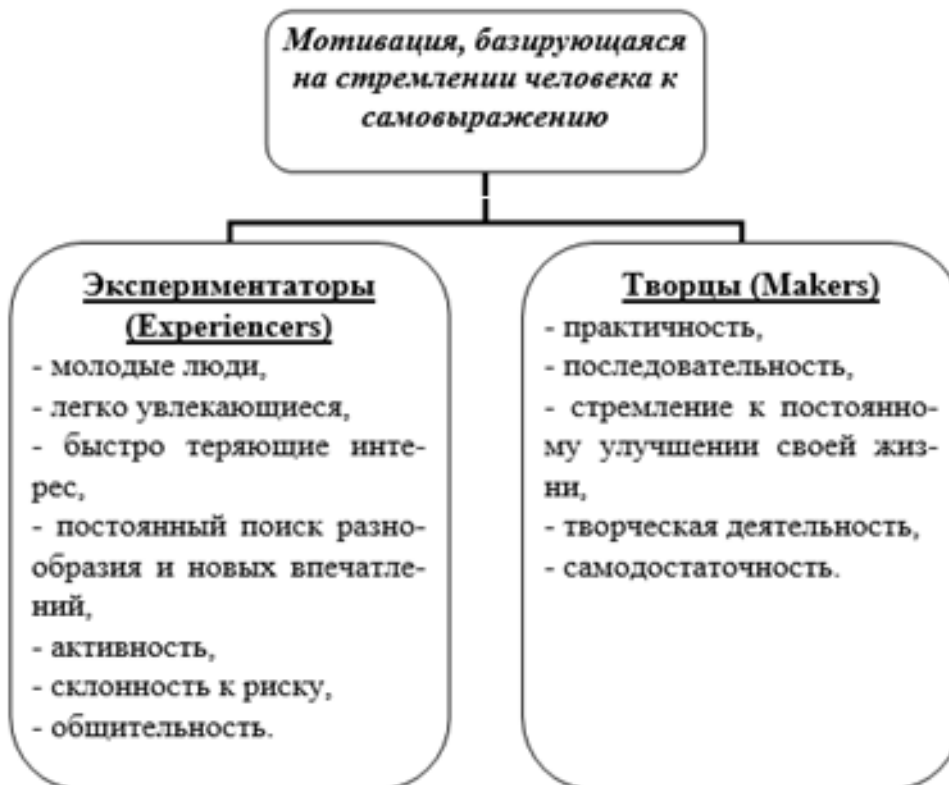 Мотивация, базирующаяся
на стремлении человека к
самовыражению
Экспериментаторы
(Experiencers)
- молодые люди,
- легко увлекающиеся,
- быстро теряющие инте-
рес,
- постоянный поиск разно-
образия и новых впечатле-
ний,
- активность,
- склонность к риску,
- общительность.
Творцы (Makers)
- практичность,
- последовательность,
- стремление к постоянно-
му улучшении своей жиз-
ни,
- творческая деятельность,
- самодостаточность.